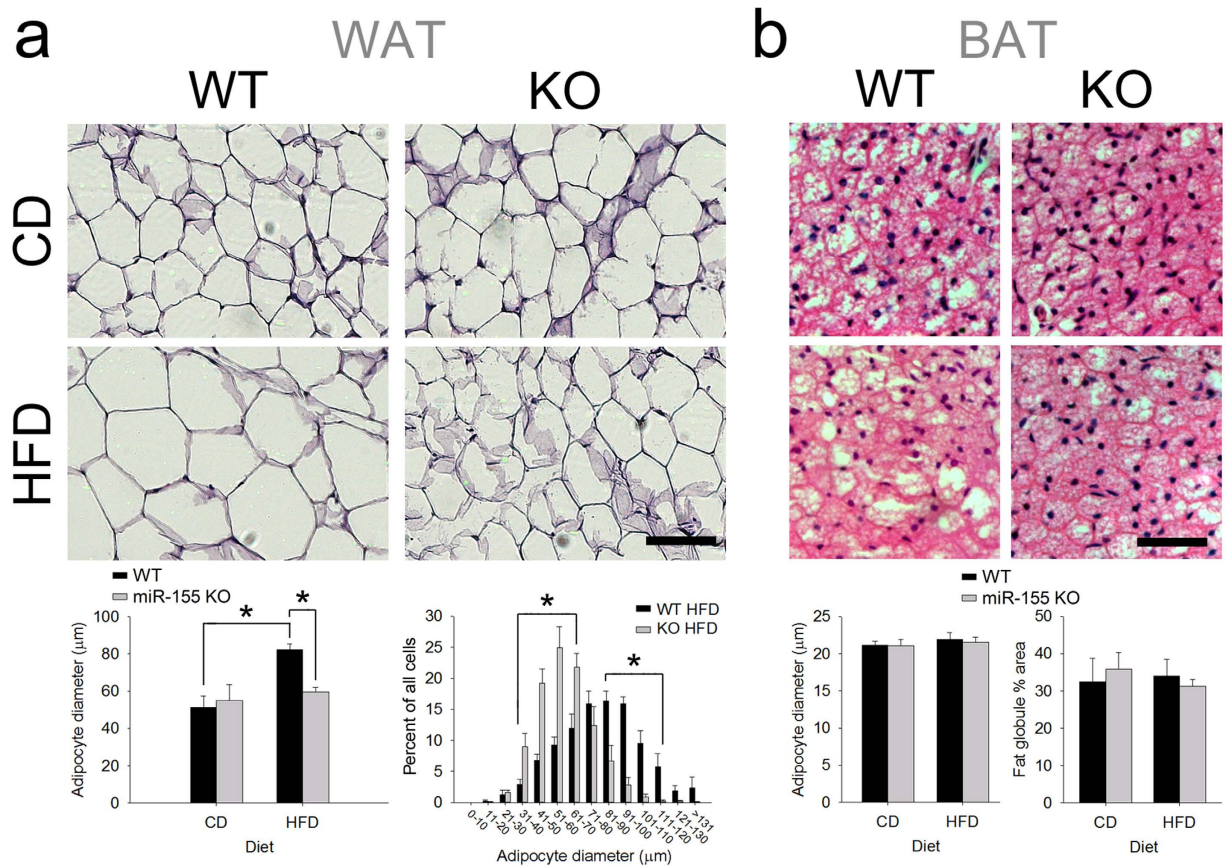 a
WAT
WT
KO
CD
HFD
b
BAT
WT
KO
WT
miR-155 KO
Adipocyte diameter (μm)
100
80
60
40
20
0
*
*
CD
HFD
Diet
WT HFD
KO HFD
Percent of all cells
30
25
20
15
10
5
0
*
*
0-10
11-20
21-30
31-40
41-50
51-60
61-70
71-80
81-90
91-100
101-110
111-120
121-130
>131
Adipocyte diameter (μm)
WT
miR-155 KO
Adipocyte diameter (μm)
25
20
15
10
5
0
CD
HFD
Diet
Fat globule % area
50
40
30
20
10
0
CD
HFD
Diet